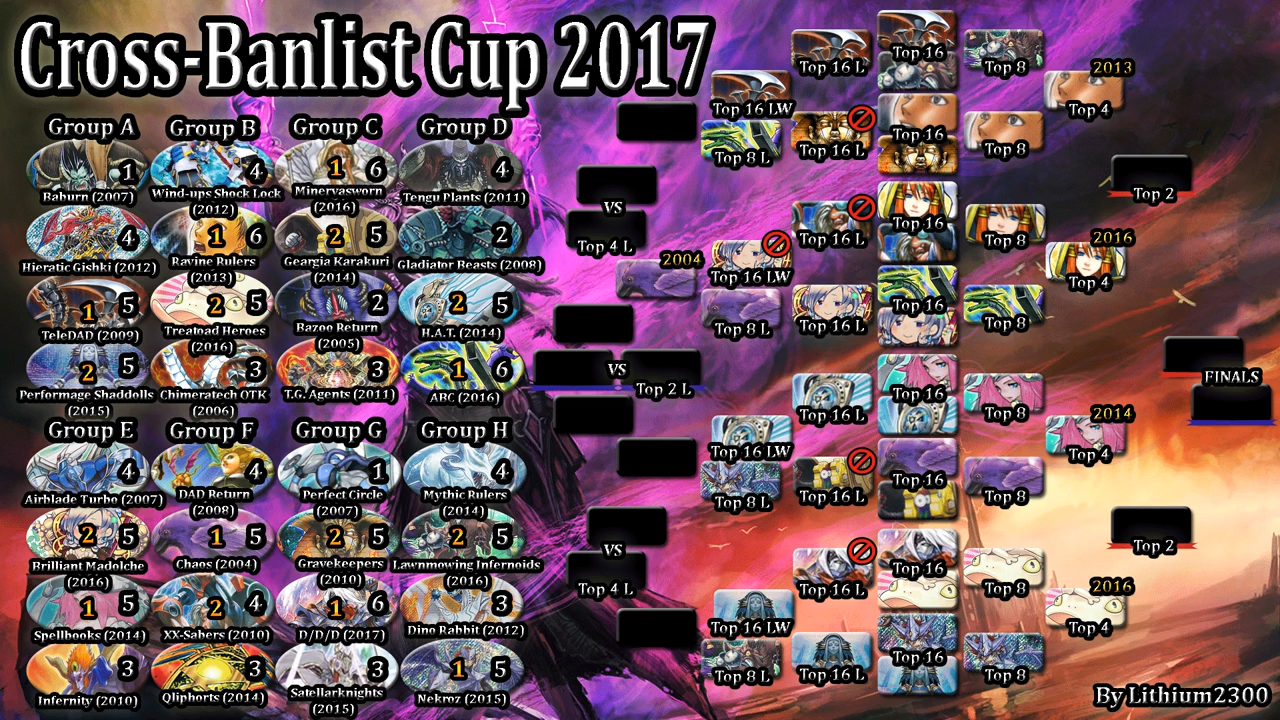 Cross-Banlist Cup 2017
Group A
1
Baburn (2007)
4
Hieratic Gishki (2012)
1 5
TeleDAD (2009)
2 5
Performage Shaddolls
(2015)
Group B
4
Wind-ups Shock Lock
(2012)
1 6
Ravine Rulers
(2013)
2 5
Treatoad Heroes
(2016)
3
Chimeratech OTK
(2006)
Group C
1 6
Minervasworn
(2016)
2 5
Geargia Karakuri
(2014)
2
Bazoo Return
(2005)
3
T.G. Agents (2011)
Group D
4
Tengu Plants (2011)
2
Gladiator Beasts (2008)
2 5
H.A.T. (2014)
1 6
ABC (2016)
Group E
4
Airblade Turbo (2007)
2 5
Brilliant Madolche
(2016)
1 5
Spellbooks (2014)
3
Infernity (2010)
Group F
4
DAD Return
(2008)
1 5
Chaos (2004)
2 4
XX-Sabers (2010)
3
Qliphorts (2014)
Group G
1
Perfect Circle
(2007)
2 5
Gravekeepers
(2010)
1 6
D/D/D (2017)
3
Satellarknights
(2015)
Group H
4
Mythic Rulers
(2014)
2 5
Lawnmowing Infernoids
(2016)
3
Dino Rabbit (2012)
1 5
Nekroz (2015)
VS
Top 4 L
2004
VS
Top 2 L
VS
Top 4 L
Top 16 LW
Top 8 L
Top 16 LW
Top 8 L
Top 16 LW
Top 8 L
Top 16 LW
Top 8 L
Top 16 L
Top 16 L
Top 16 L
Top 16 L
Top 16 L
Top 16 L
Top 16 L
Top 16 L
Top 16
Top 16
Top 16
Top 16
Top 16
Top 16
Top 16
Top 16
Top 8
Top 8
Top 8
Top 8
Top 8
Top 8
Top 8
Top 8
2013
Top 4
2016
Top 4
2014
Top 4
2016
Top 4
Top 2
Top 2
FINALS
By Lithium2300